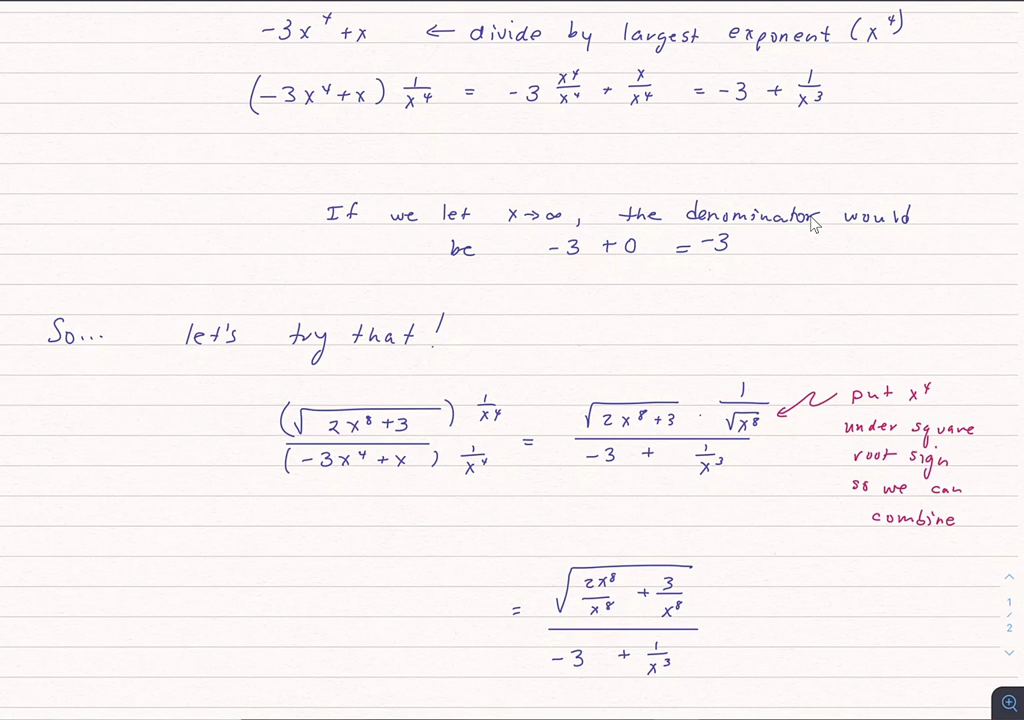 -3x⁴ + x ← divide by largest exponent (x⁴)
(-3x⁴ + x) 1/x⁴ = -3 x⁴/x⁴ + x/x⁴ = -3 + 1/x³
If we let x → ∞, the denominator would
be -3 + 0 = -3
So... let's try that!
(√(2x⁸ + 3)) 1/x⁴ / (-3x⁴ + x) 1/x⁴ = √(2x⁸ + 3) · 1/√x⁸ / -3 + 1/x³
put x⁴
under square
root sign
so we can
combine
= √(2x⁸/x⁸ + 3/x⁸) / -3 + 1/x³
1
/
2